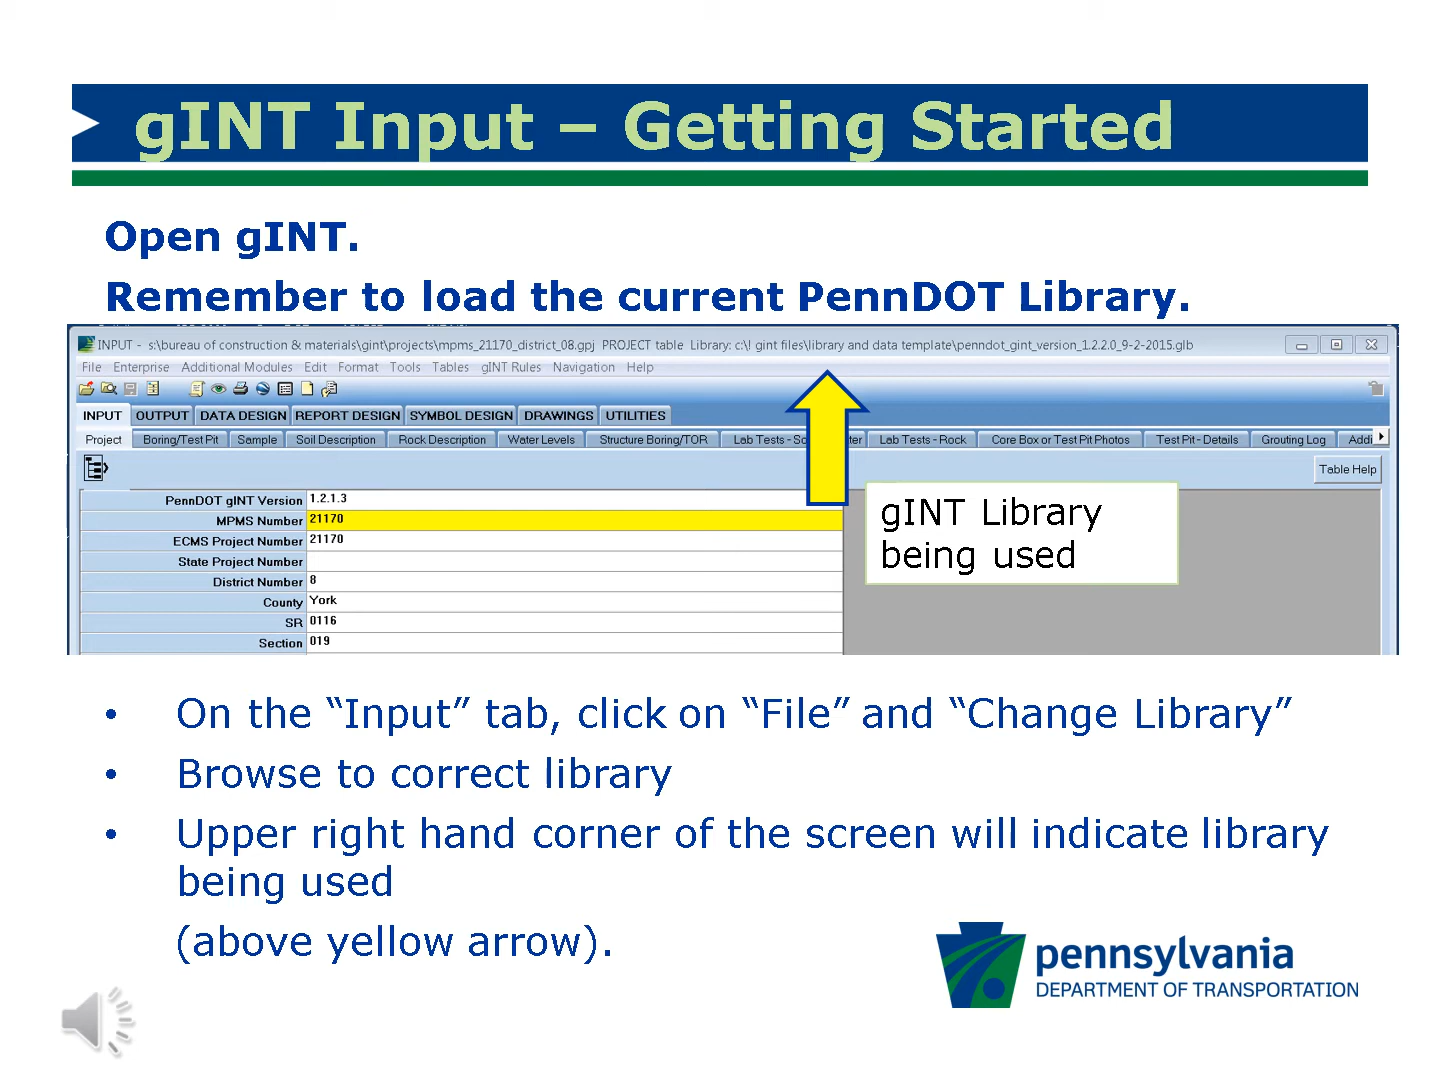 gINT Input – Getting Started
Open gINT.
Remember to load the current PennDOT Library.
INPUT - s:\bureau of construction & materials\gint\projects\mpms_21170_district_08.gpj PROJECT table Library: c:\! gint files\library and data template\penndot_gint_version_1.2.2.0_9-2-2015.glb
File Enterprise Additional Modules Edit Format Tools Tables gINT Rules Navigation Help
INPUT OUTPUT DATA DESIGN REPORT DESIGN SYMBOL DESIGN DRAWINGS UTILITIES
Project Boring/Test Pit Sample Soil Description Rock Description Water Levels Structure Boring/TOR Lab Tests - So ter Lab Tests - Rock Core Box or Test Pit Photos Test Pit - Details Grouting Log Addi
Table Help
PennDOT gINT Version 1.2.1.3
MPMS Number 21170
ECMS Project Number 21170
State Project Number
District Number 8
County York
SR 0116
Section 019
gINT Library
being used
• On the “Input” tab, click on “File” and “Change Library”
• Browse to correct library
• Upper right hand corner of the screen will indicate library
being used
(above yellow arrow).
pennsylvania
DEPARTMENT OF TRANSPORTATION